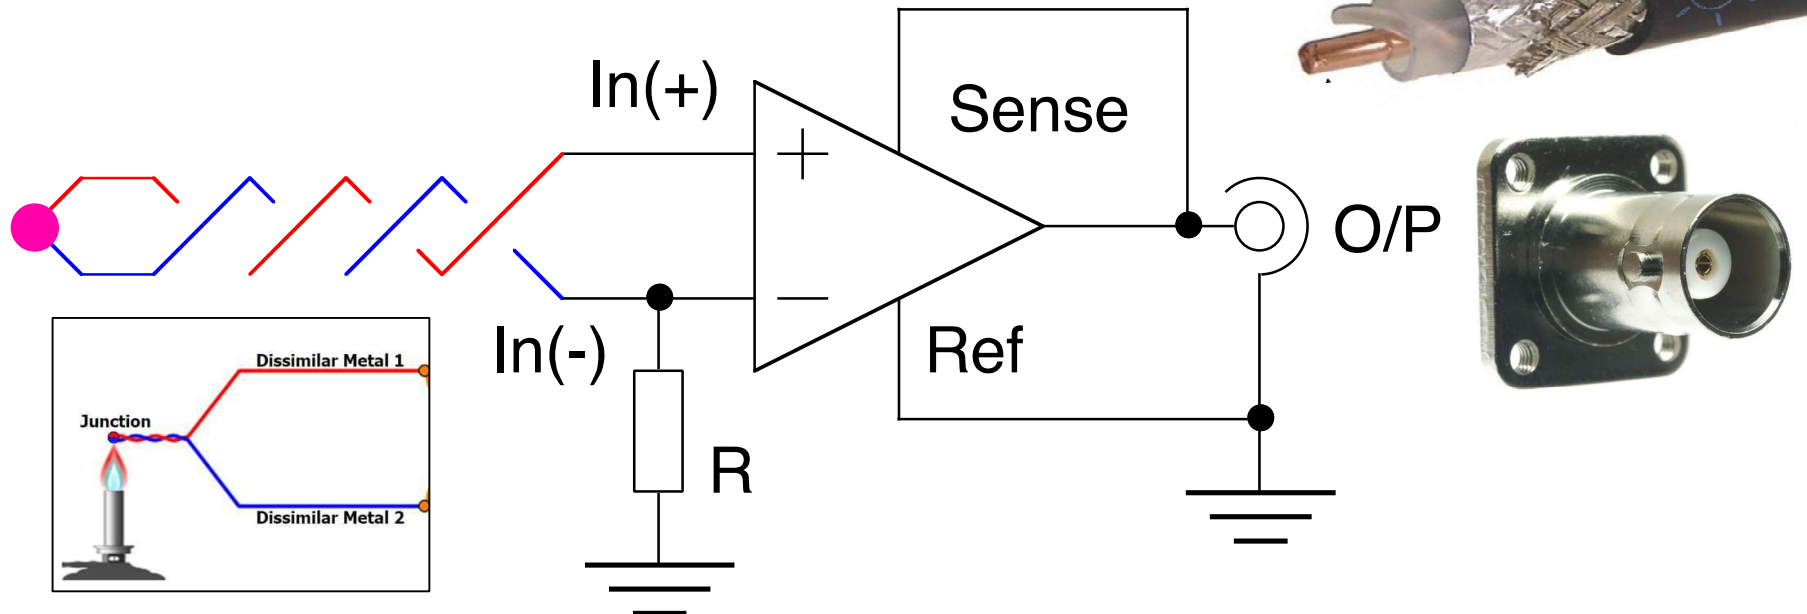 In(+)
Sense
O/P
In(-)
Ref
R
Dissimilar Metal 1
Junction
Dissimilar Metal 2